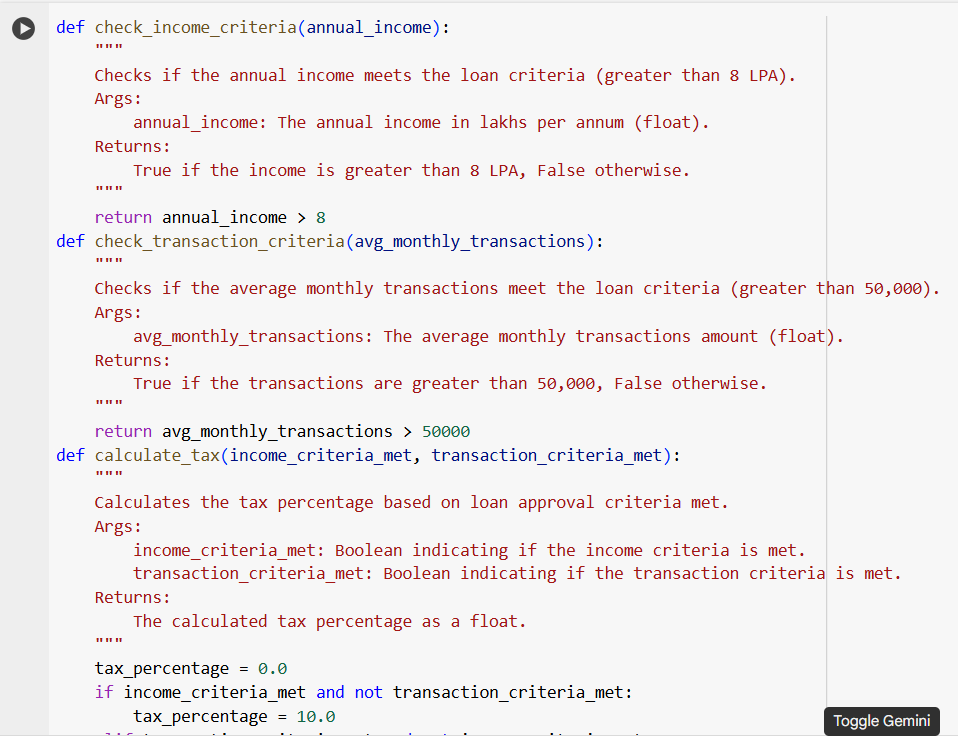 def check_income_criteria(annual_income):
    """
    Checks if the annual income meets the loan criteria (greater than 8 LPA).
    Args:
        annual_income: The annual income in lakhs per annum (float).
    Returns:
        True if the income is greater than 8 LPA, False otherwise.
    """
    return annual_income > 8
def check_transaction_criteria(avg_monthly_transactions):
    """
    Checks if the average monthly transactions meet the loan criteria (greater than 50,000).
    Args:
        avg_monthly_transactions: The average monthly transactions amount (float).
    Returns:
        True if the transactions are greater than 50,000, False otherwise.
    """
    return avg_monthly_transactions > 50000
def calculate_tax(income_criteria_met, transaction_criteria_met):
    """
    Calculates the tax percentage based on loan approval criteria met.
    Args:
        income_criteria_met: Boolean indicating if the income criteria is met.
        transaction_criteria_met: Boolean indicating if the transaction criteria is met.
    Returns:
        The calculated tax percentage as a float.
    """
    tax_percentage = 0.0
    if income_criteria_met and not transaction_criteria_met:
        tax_percentage = 10.0
Toggle Gemini